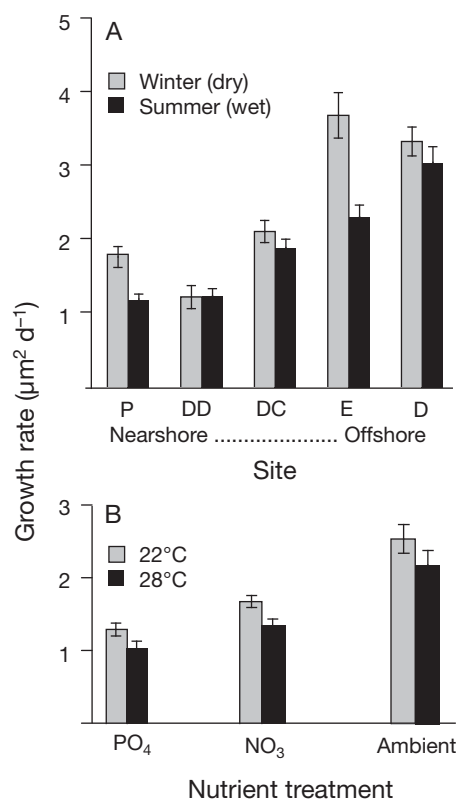 5
A
Winter (dry)
Summer (wet)
4
3
2
1
P DD DC E D
Nearshore ..................... Offshore
Site
Growth rate (µm² d⁻¹)
3
B
22°C
28°C
2
1
PO₄ NO₃ Ambient
Nutrient treatment